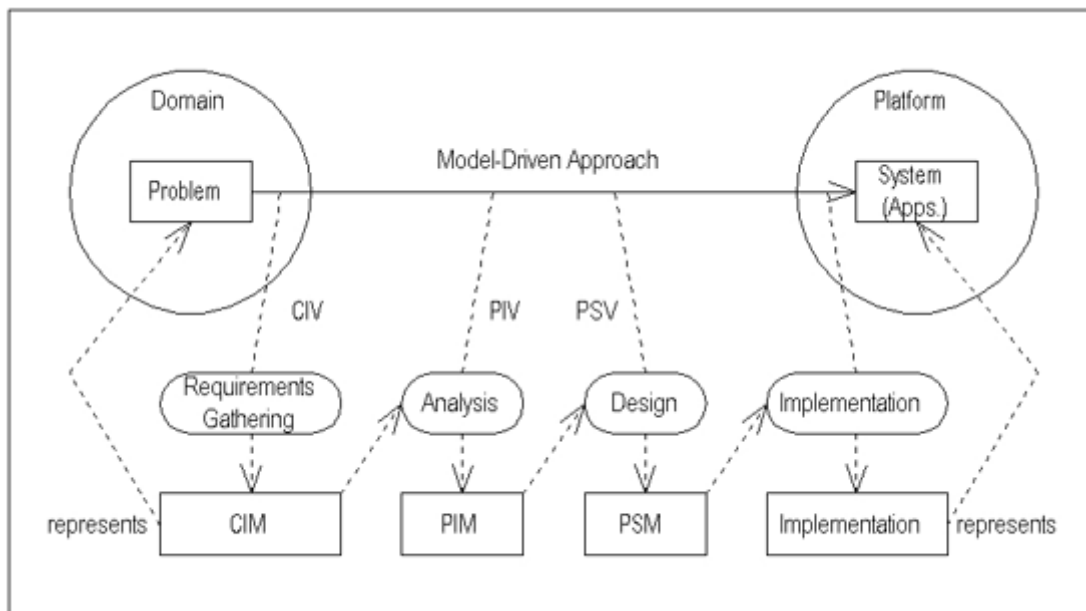 Domain
Platform
Model-Driven Approach
Problem
System
(Apps.)
CIV
PIV
PSV
Requirements
Gathering
Analysis
Design
Implementation
represents
CIM
PIM
PSM
Implementation
represents